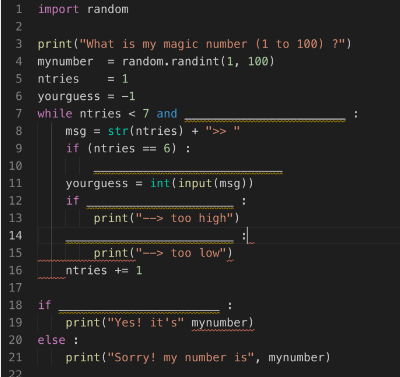 1 import random
2
3 print("What is my magic number (1 to 100) ?")
4 mynumber  = random.randint(1, 100)
5 ntries    = 1
6 yourguess = -1
7 while ntries < 7 and __________________________ :
8     msg = str(ntries) + ">> "
9     if (ntries == 6) :
10         ___________________________
11     yourguess = int(input(msg))
12     if _____________________ :
13         print("--> too high")
14     ________________________ :
15         print("--> too low")
16     ntries += 1
17
18 if _______________________ :
19     print("Yes! it's" mynumber)
20 else :
21     print("Sorry! my number is", mynumber)
22